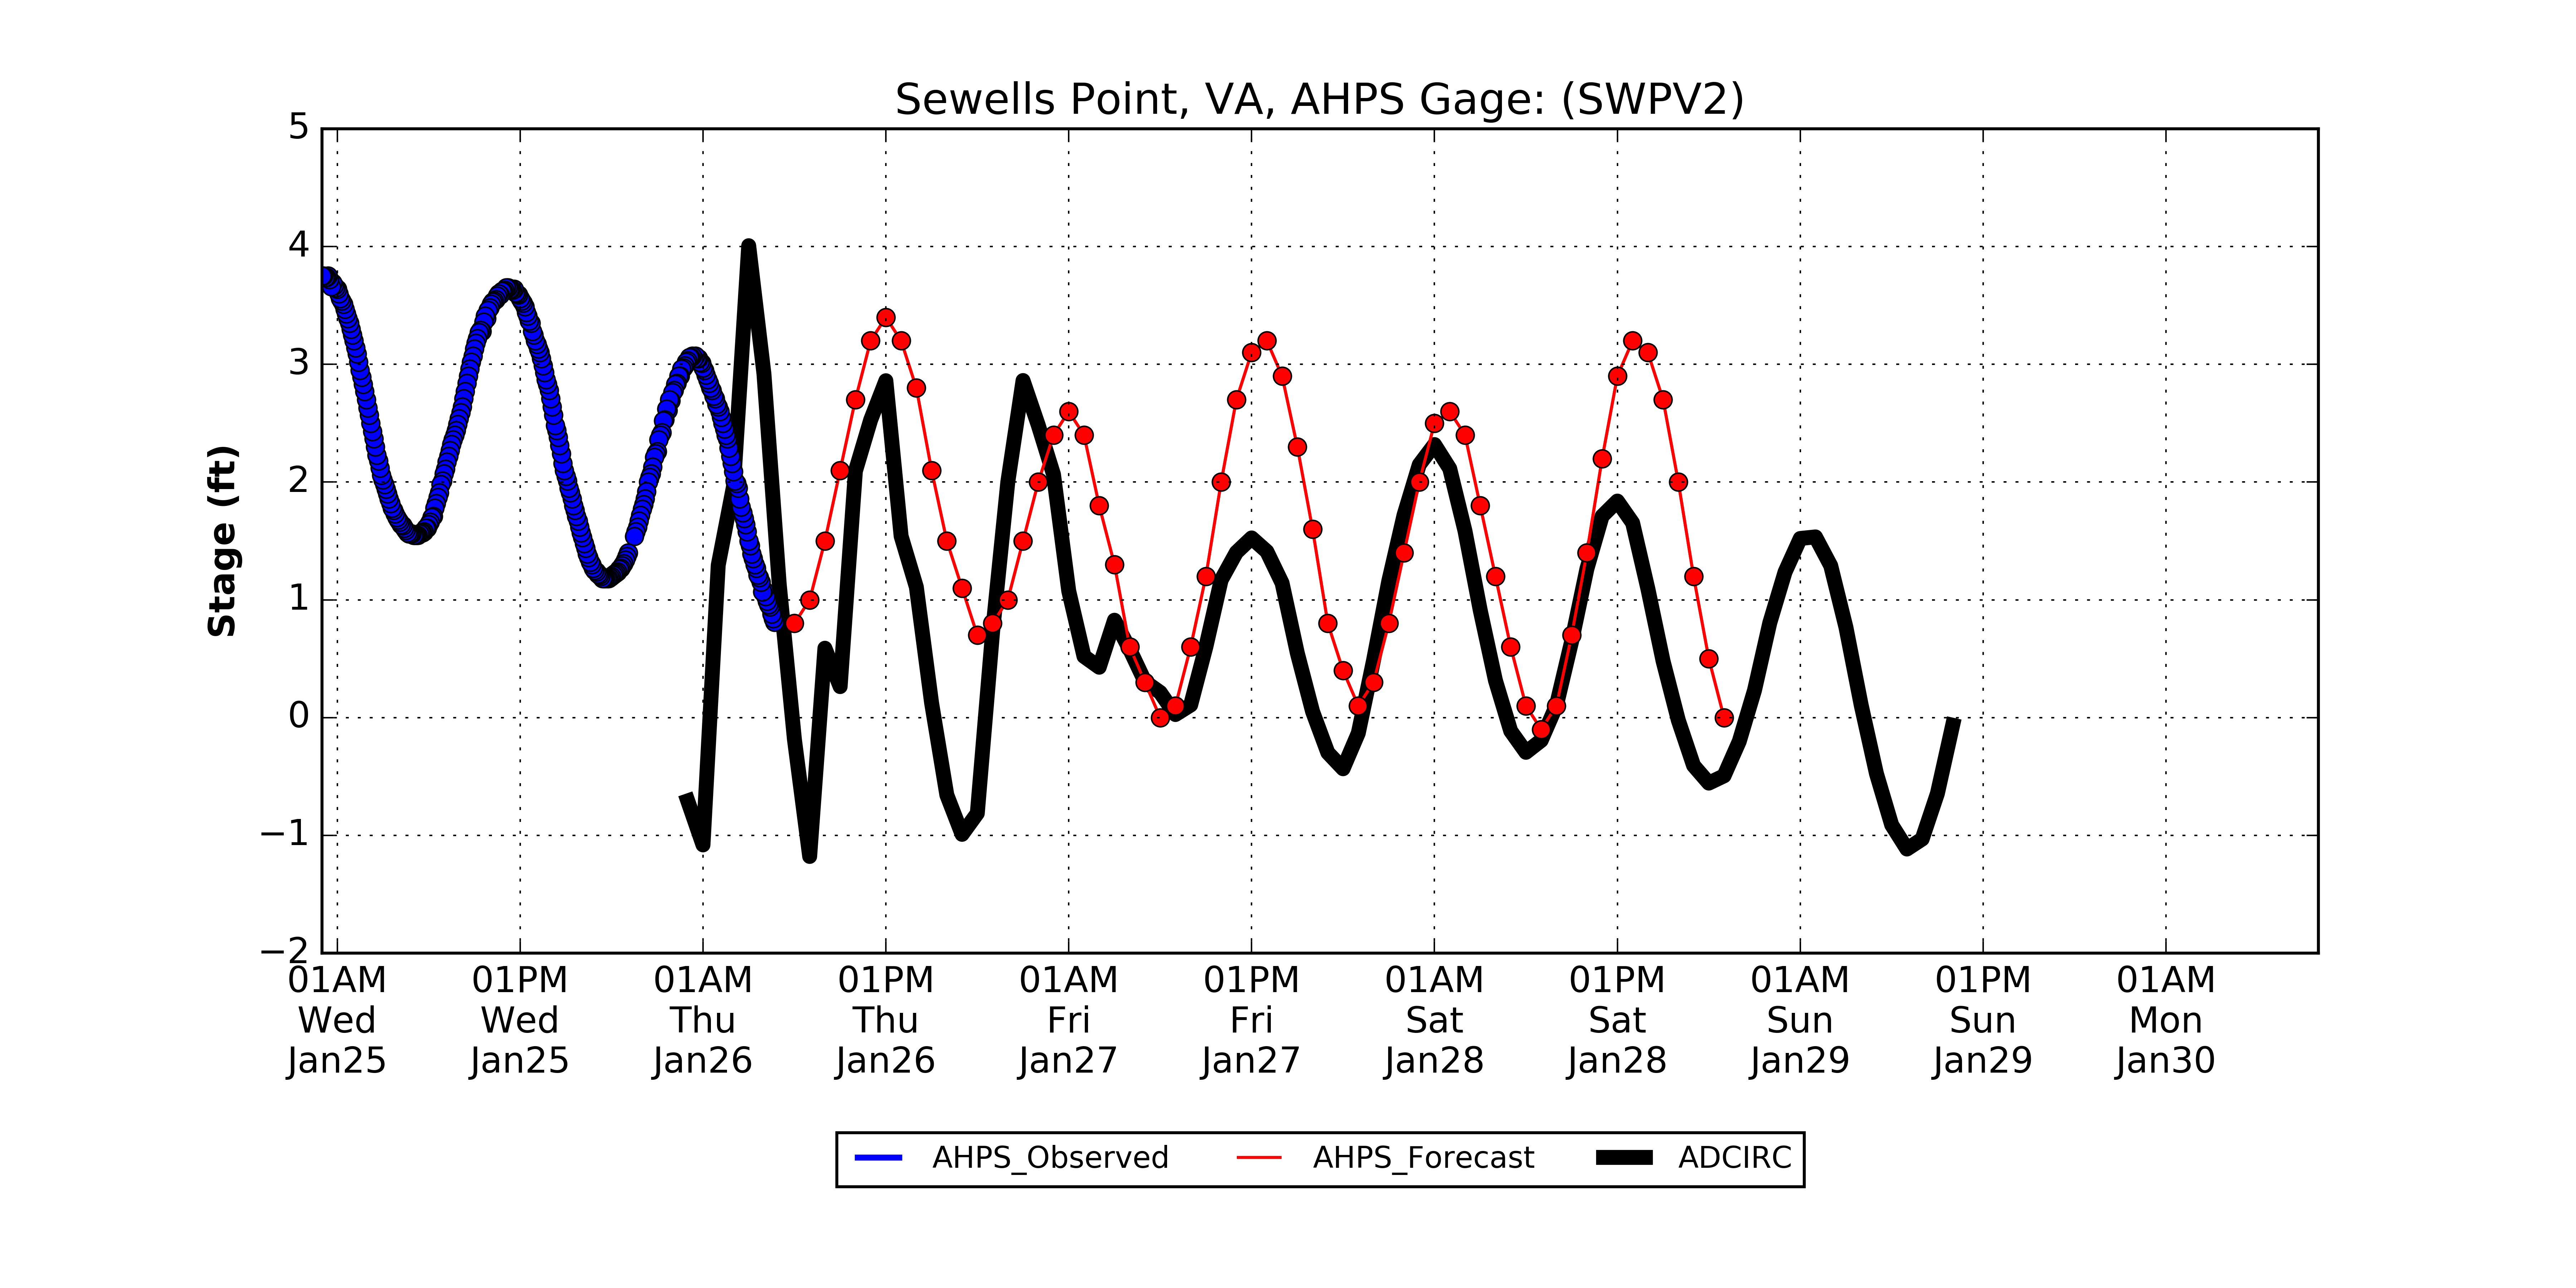 Sewells Point, VA, AHPS Gage: (SWPV2)
Stage (ft)
5
4
3
2
1
0
−1
−2
01AM 01PM 01AM 01PM 01AM 01PM 01AM 01PM 01AM 01PM 01AM
Wed Wed Thu Thu Fri Fri Sat Sat Sun Sun Mon
Jan25 Jan25 Jan26 Jan26 Jan27 Jan27 Jan28 Jan28 Jan29 Jan29 Jan30
AHPS_Observed AHPS_Forecast ADCIRC